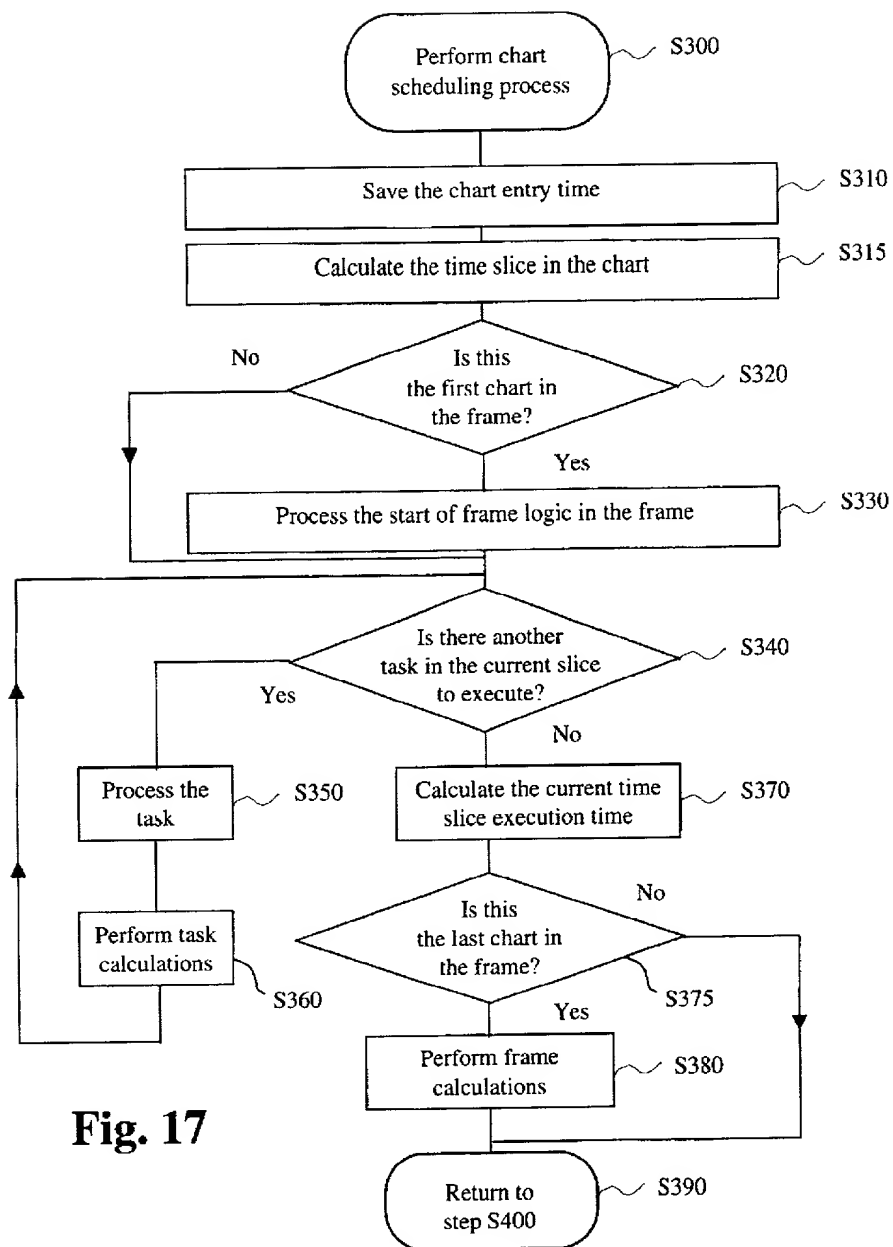 Perform chart
scheduling process
S300
Save the chart entry time
S310
Calculate the time slice in the chart
S315
No
Is this
the first chart in
the frame?
S320
Yes
Process the start of frame logic in the frame
S330
Is there another
task in the current slice
to execute?
S340
Yes
No
Process the
task
S350
Calculate the current time
slice execution time
S370
Perform task
calculations
S360
No
Is this
the last chart in
the frame?
S375
Yes
Perform frame
calculations
S380
Fig. 17
Return to
step S400
S390